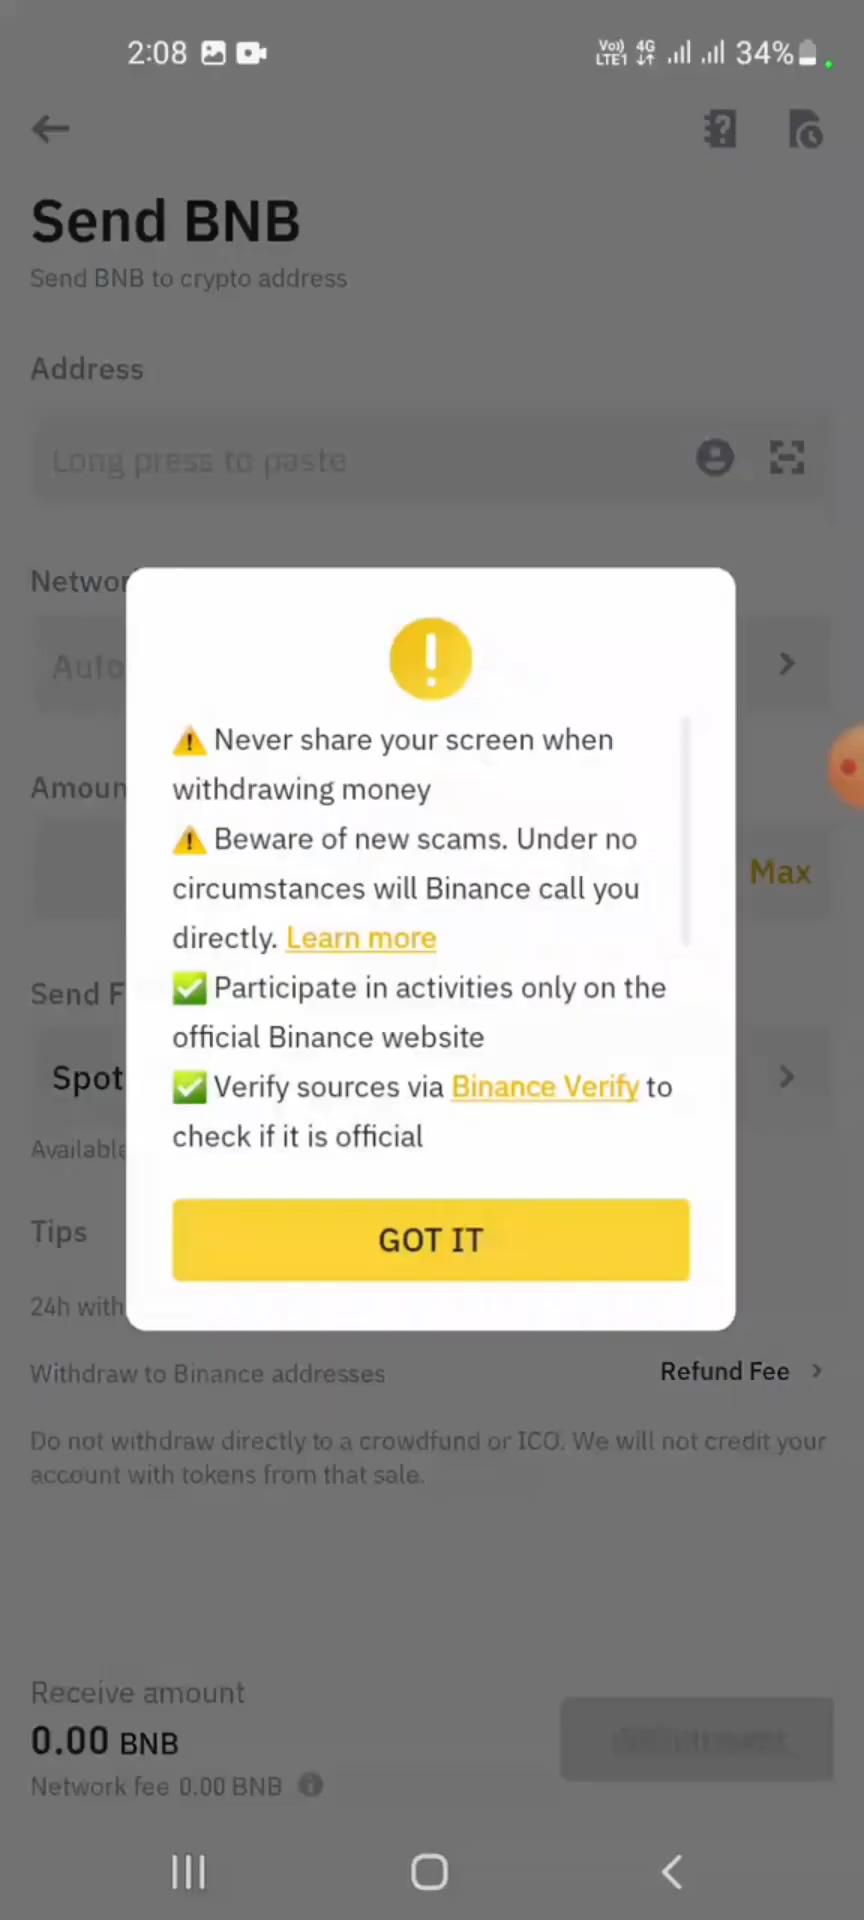 2:08
Vo) 4G 34%
LTE1
Send BNB
Send BNB to crypto address
Address
Long press to paste
Networ
Auto
Amoun
Max
Send F
Spot
Available
Tips
24h with
⚠️ Never share your screen when
withdrawing money
⚠️ Beware of new scams. Under no
circumstances will Binance call you
directly. Learn more
✅ Participate in activities only on the
official Binance website
✅ Verify sources via Binance Verify to
check if it is official
GOT IT
Withdraw to Binance addresses
Refund Fee
Do not withdraw directly to a crowdfund or ICO. We will not credit your
account with tokens from that sale.
Receive amount
0.00 BNB
Network fee 0.00 BNB